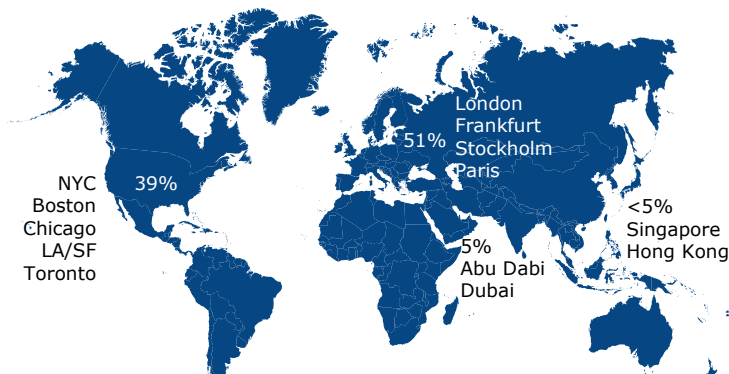 London
Frankfurt
51%
Stockholm
Paris
39%
NYC
Boston
Chicago
LA/SF
Toronto
<5%
Singapore
Hong Kong
5%
Abu Dabi
Dubai